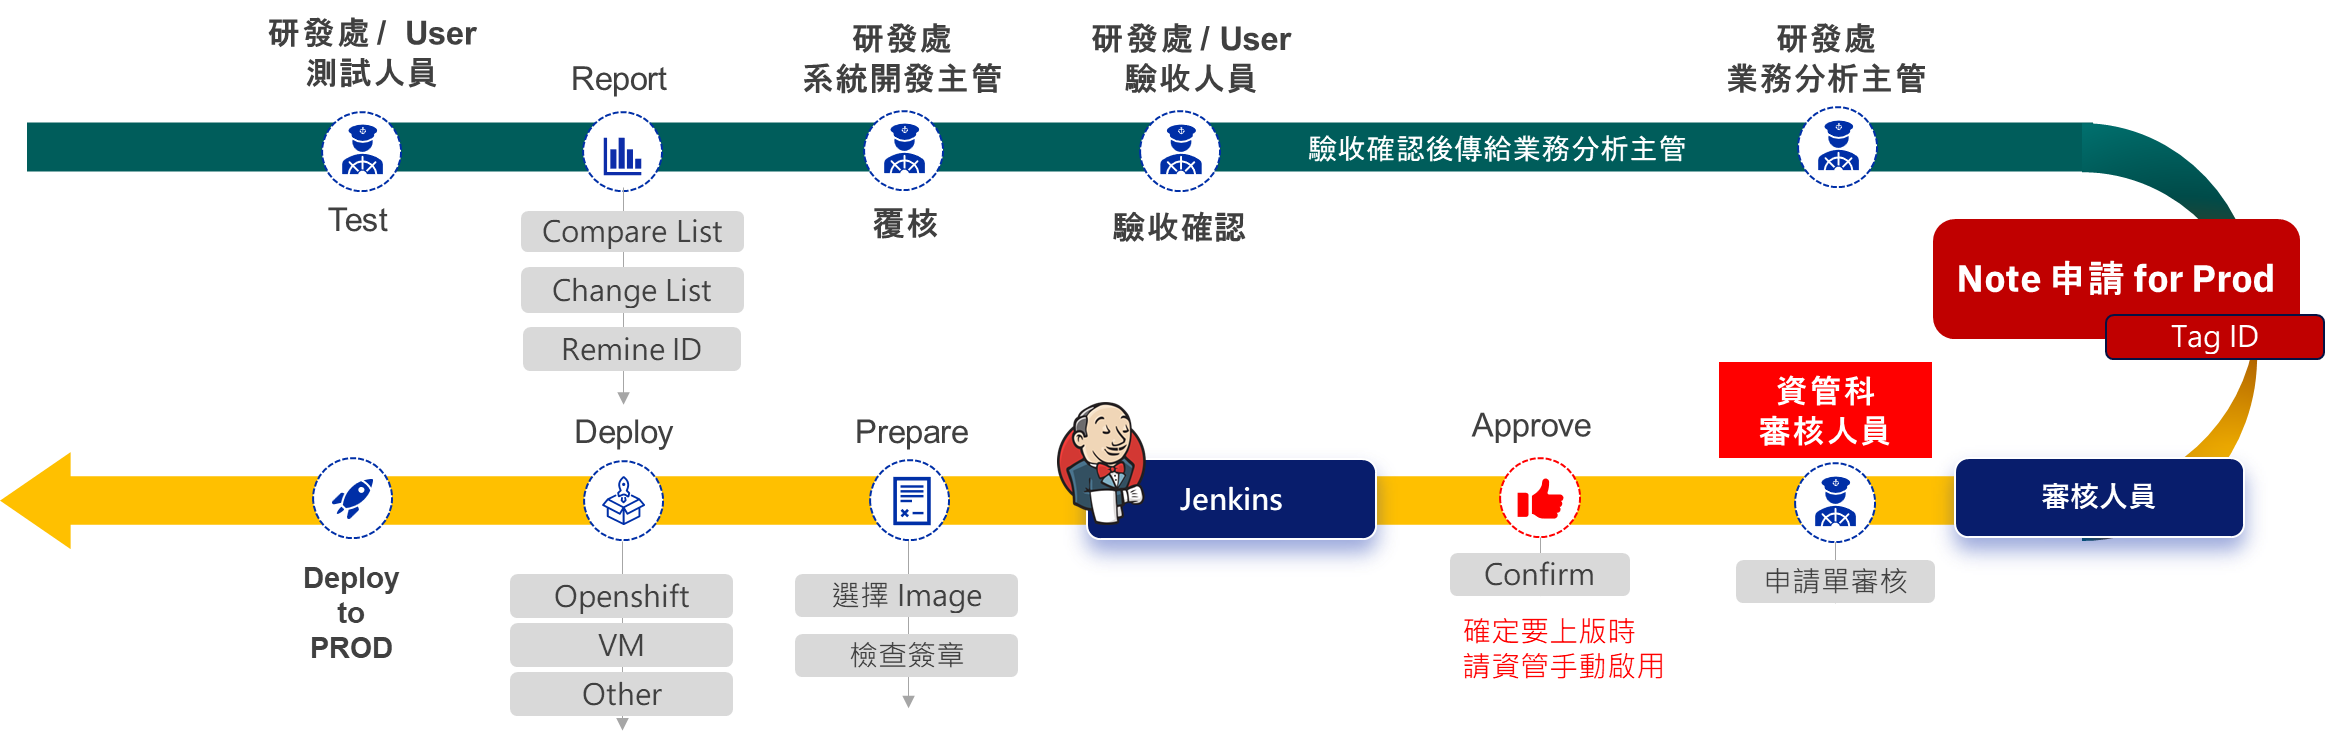 研發處 / User
測試人員
Test
Report
Compare List
Change List
Remine ID
研發處
系統開發主管
覆核
研發處 / User
驗收人員
驗收確認
驗收確認後傳給業務分析主管
研發處
業務分析主管
Note 申請 for Prod
Tag ID
審核人員
資管科
審核人員
申請單審核
Approve
Confirm
確定要上版時
請資管手動啟用
Jenkins
Prepare
選擇 Image
檢查簽章
Deploy
Openshift
VM
Other
Deploy
to
PROD